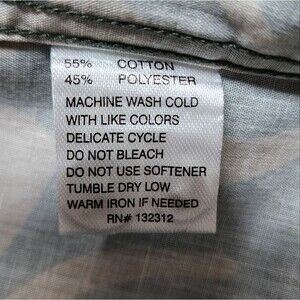 55% COTTON
45% POLYESTER
MACHINE WASH COLD
WITH LIKE COLORS
DELICATE CYCLE
DO NOT BLEACH
DO NOT USE SOFTENER
TUMBLE DRY LOW
WARM IRON IF NEEDED
RN# 132312